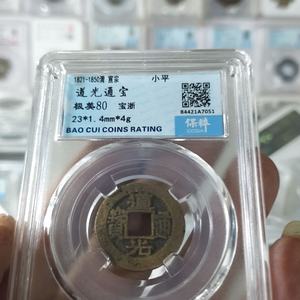 1821-1850清 宣宗 小平
道光通宝
极美80 宝浙
23*1.4mm*4g
BAO CUI COINS RATING
84421A7051
保粹
道
寶 通
光